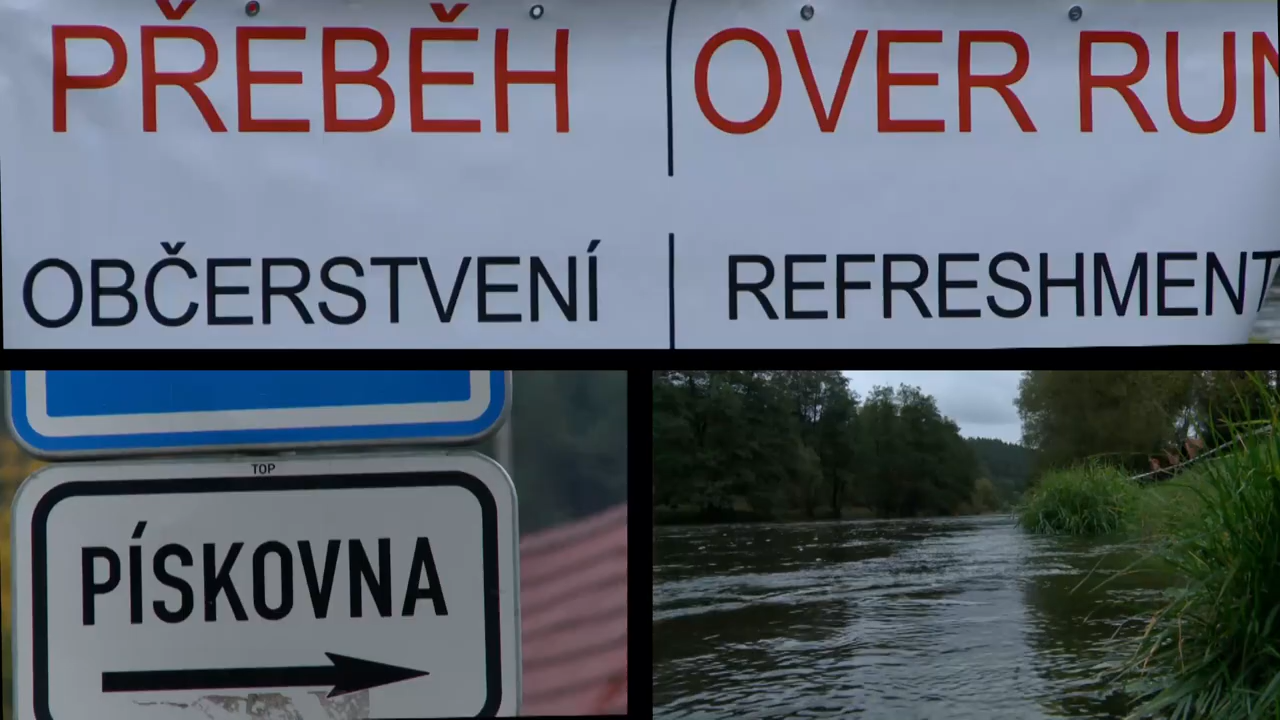 PŘEBĚH
OVER RUN
OBČERSTVENÍ
REFRESHMENT
TOP
PÍSKOVNA